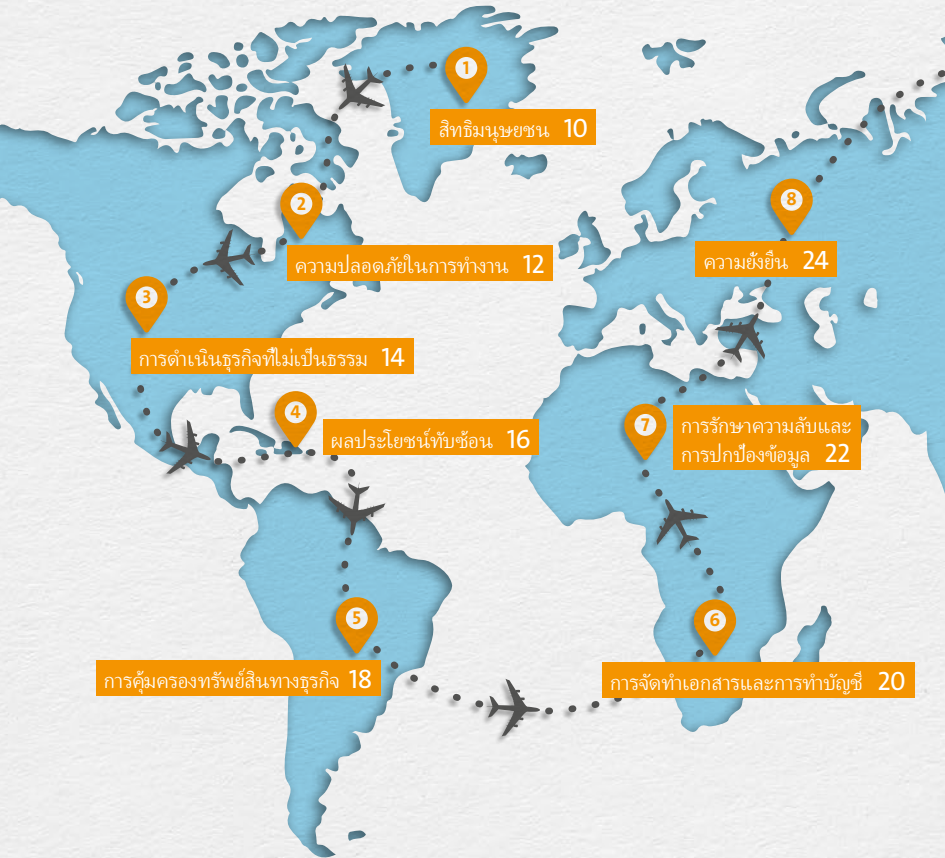 1
สิทธิมนุษยชน 10
2
ความปลอดภัยในการทำงาน 12
3
การดำเนินธุรกิจที่ไม่เป็นธรรม 14
4
ผลประโยชน์ทับซ้อน 16
5
การคุ้มครองทรัพย์สินทางธุรกิจ 18
6
การจัดทำเอกสารและการทำบัญชี 20
7
การรักษาความลับและ
การปกป้องข้อมูล 22
8
ความยั่งยืน 24